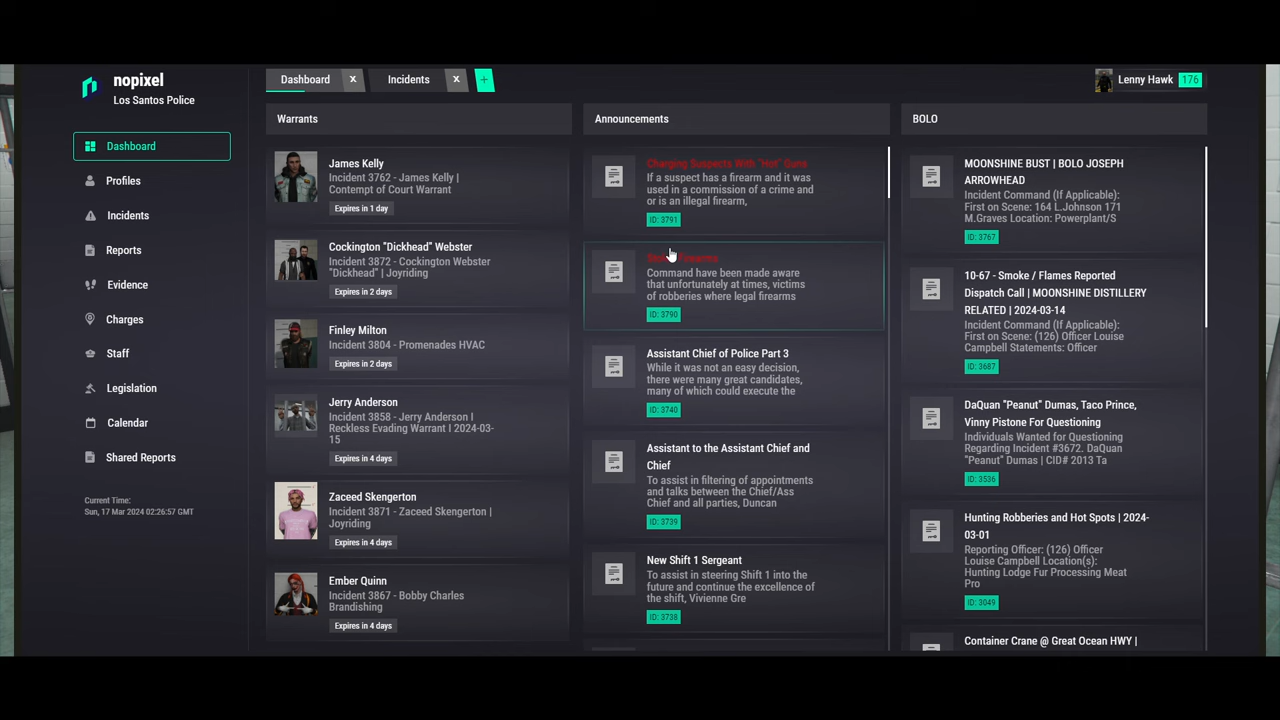 nopixel
Los Santos Police
Dashboard
Profiles
Incidents
Reports
Evidence
Charges
Staff
Legislation
Calendar
Shared Reports
Current Time:
Sun, 17 Mar 2024 02:26:57 GMT
Dashboard x Incidents x +
Lenny Hawk 176
Warrants
James Kelly
Incident 3762 - James Kelly |
Contempt of Court Warrant
Expires in 1 day
Cockington "Dickhead" Webster
Incident 3872 - Cockington Webster
"Dickhead" | Joyriding
Expires in 2 days
Finley Milton
Incident 3804 - Promenades HVAC
Expires in 2 days
Jerry Anderson
Incident 3858 - Jerry Anderson I
Reckless Evading Warrant I 2024-03-
15
Expires in 4 days
Zaceed Skengerton
Incident 3871 - Zaceed Skengerton |
Joyriding
Expires in 4 days
Ember Quinn
Incident 3867 - Bobby Charles
Brandishing
Expires in 4 days
Announcements
Charging Suspects With "Hot" Guns
If a suspect has a firearm and it was
used in a commission of a crime and
or is an illegal firearm,
ID: 3791
Firearms
Command have been made aware
that unfortunately at times, victims
of robberies where legal firearms
ID: 3790
Assistant Chief of Police Part 3
While it was not an easy decision,
there were many great candidates,
many of which could execute the
ID: 3740
Assistant to the Assistant Chief and
Chief
To assist in filtering of appointments
and talks between the Chief/Ass
Chief and all parties, Duncan
ID: 3739
New Shift 1 Sergeant
To assist in steering Shift 1 into the
future and continue the excellence of
the shift, Vivienne Gre
ID: 3738
BOLO
MOONSHINE BUST | BOLO JOSEPH
ARROWHEAD
Incident Command (If Applicable):
First on Scene: 164 L.Johnson 171
M.Graves Location: Powerplant/S
ID: 3767
10-67 - Smoke / Flames Reported
Dispatch Call | MOONSHINE DISTILLERY
RELATED | 2024-03-14
Incident Command (If Applicable):
First on Scene: (126) Officer Louise
Campbell Statements: Officer
ID: 3687
DaQuan "Peanut" Dumas, Taco Prince,
Vinny Pistone For Questioning
Individuals Wanted for Questioning
Regarding Incident #3672. DaQuan
"Peanut" Dumas | CID# 2013 Ta
ID: 3536
Hunting Robberies and Hot Spots | 2024-
03-01
Reporting Officer: (126) Officer
Louise Campbell Location(s):
Hunting Lodge Fur Processing Meat
Pro
ID: 3049
Container Crane @ Great Ocean HWY |